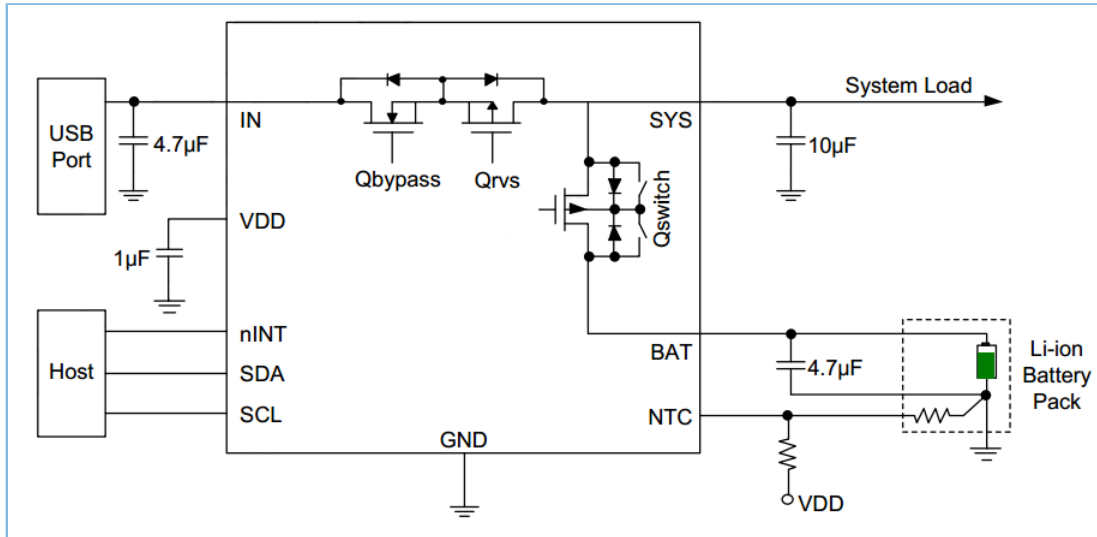 System Load
USB
Port
4.7µF
IN
SYS
10µF
Qbypass
Qrvs
Qswitch
VDD
1µF
Host
nINT
SDA
SCL
BAT
4.7µF
Li-ion
Battery
Pack
NTC
GND
VDD